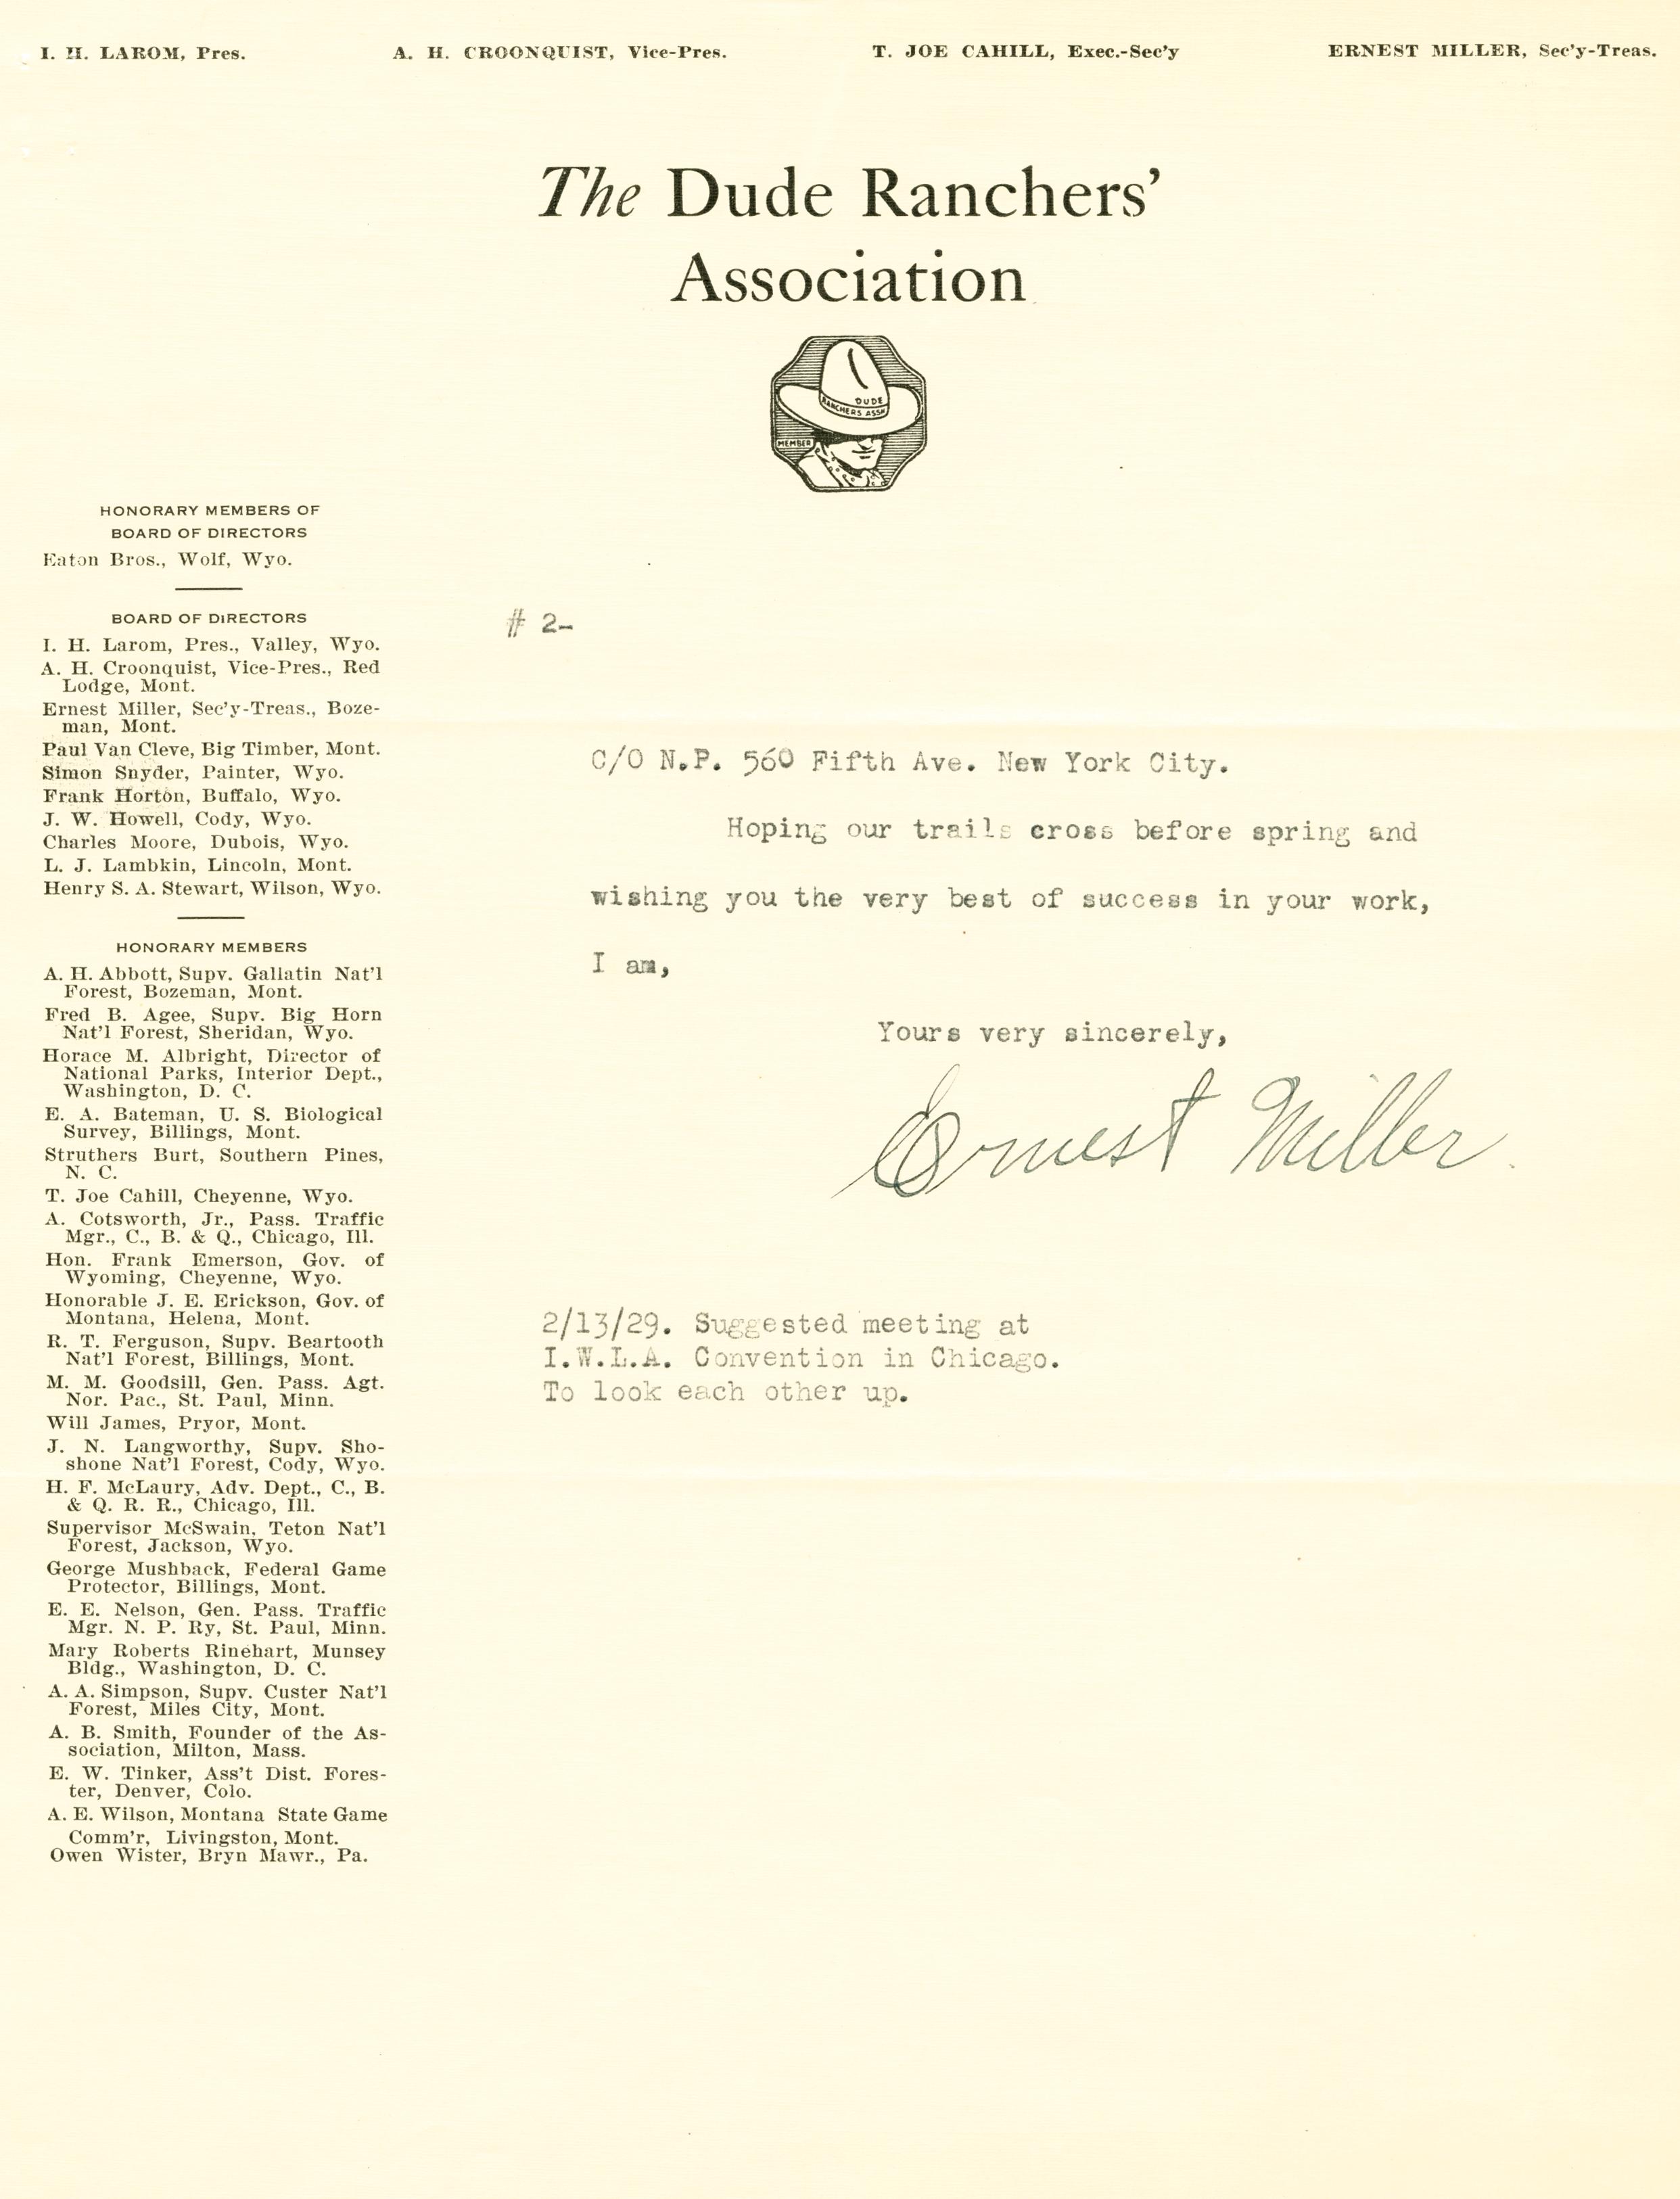 I. H. LAROM, Pres. A. H. CROONQUIST, Vice-Pres. T. JOE CAHILL, Exec.-Sec'y ERNEST MILLER, Sec'y-Treas.
The Dude Ranchers'
Association
DUDE
RANCHERS ASSN
MEMBER
HONORARY MEMBERS OF
BOARD OF DIRECTORS
Eaton Bros., Wolf, Wyo.
BOARD OF DIRECTORS
I. H. Larom, Pres., Valley, Wyo.
A. H. Croonquist, Vice-Pres., Red
Lodge, Mont.
Ernest Miller, Sec'y-Treas., Boze-
man, Mont.
Paul Van Cleve, Big Timber, Mont.
Simon Snyder, Painter, Wyo.
Frank Horton, Buffalo, Wyo.
J. W. Howell, Cody, Wyo.
Charles Moore, Dubois, Wyo.
L. J. Lambkin, Lincoln, Mont.
Henry S. A. Stewart, Wilson, Wyo.
HONORARY MEMBERS
A. H. Abbott, Supv. Gallatin Nat'l
Forest, Bozeman, Mont.
Fred B. Agee, Supv. Big Horn
Nat'l Forest, Sheridan, Wyo.
Horace M. Albright, Director of
National Parks, Interior Dept.,
Washington, D. C.
E. A. Bateman, U. S. Biological
Survey, Billings, Mont.
Struthers Burt, Southern Pines,
N. C.
T. Joe Cahill, Cheyenne, Wyo.
A. Cotsworth, Jr., Pass. Traffic
Mgr., C., B. & Q., Chicago, Ill.
Hon. Frank Emerson, Gov. of
Wyoming, Cheyenne, Wyo.
Honorable J. E. Erickson, Gov. of
Montana, Helena, Mont.
R. T. Ferguson, Supv. Beartooth
Nat'l Forest, Billings, Mont.
M. M. Goodsill, Gen. Pass. Agt.
Nor. Pac., St. Paul, Minn.
Will James, Pryor, Mont.
J. N. Langworthy, Supv. Sho-
shone Nat'l Forest, Cody, Wyo.
H. F. McLaury, Adv. Dept., C., B.
& Q. R. R., Chicago, Ill.
Supervisor McSwain, Teton Nat'l
Forest, Jackson, Wyo.
George Mushback, Federal Game
Protector, Billings, Mont.
E. E. Nelson, Gen. Pass. Traffic
Mgr. N. P. Ry, St. Paul, Minn.
Mary Roberts Rinehart, Munsey
Bldg., Washington, D. C.
A. A. Simpson, Supv. Custer Nat'l
Forest, Miles City, Mont.
A. B. Smith, Founder of the As-
sociation, Milton, Mass.
E. W. Tinker, Ass't Dist. Fores-
ter, Denver, Colo.
A. E. Wilson, Montana State Game
Comm'r, Livingston, Mont.
Owen Wister, Bryn Mawr., Pa.
# 2-
C/O N.P. 560 Fifth Ave. New York City.
Hoping our trails cross before spring and
wishing you the very best of success in your work,
I am,
Yours very sincerely,
Ernest Miller.
2/13/29. Suggested meeting at
I.W.L.A. Convention in Chicago.
To look each other up.